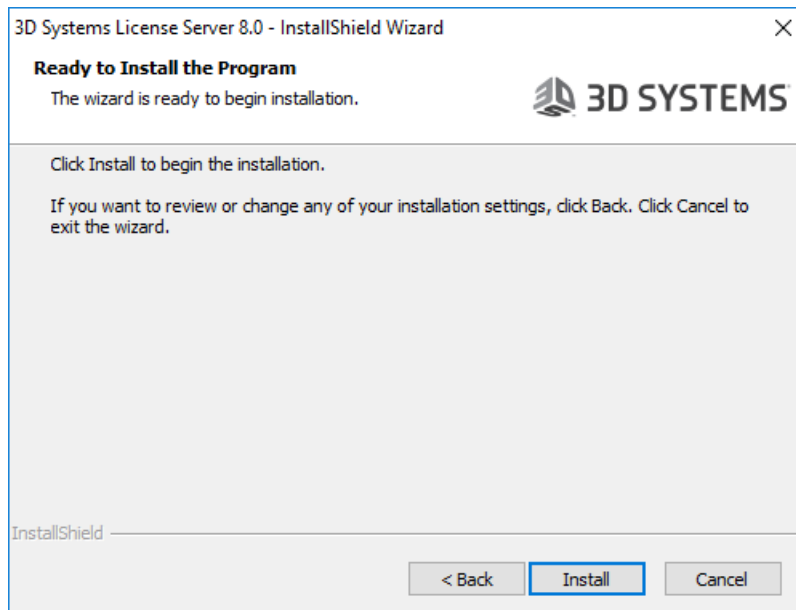 3D Systems License Server 8.0 - InstallShield Wizard
Ready to Install the Program
The wizard is ready to begin installation.
3D SYSTEMS
Click Install to begin the installation.
If you want to review or change any of your installation settings, click Back. Click Cancel to
exit the wizard.
InstallShield
< Back
Install
Cancel